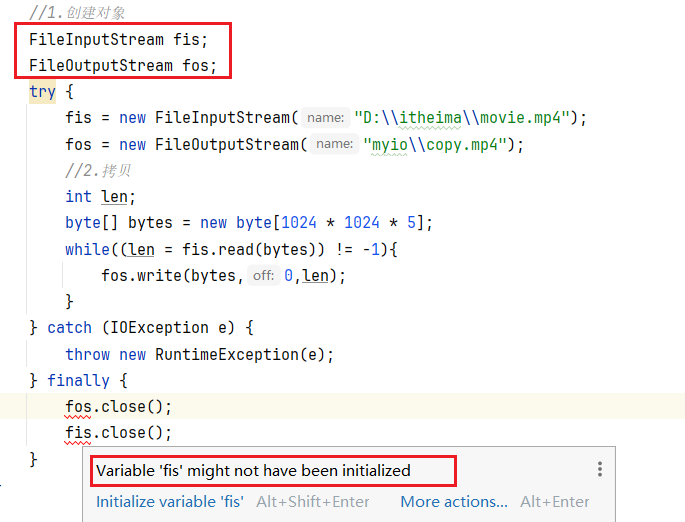 //1.创建对象
FileInputStream fis;
FileOutputStream fos;
try {
fis = new FileInputStream( name: "D:\\itheima\\movie.mp4");
fos = new FileOutputStream( name: "myio\\copy.mp4");
//2.拷贝
int len;
byte[] bytes = new byte[1024 * 1024 * 5];
while((len = fis.read(bytes)) != -1){
fos.write(bytes, off: 0,len);
}
} catch (IOException e) {
throw new RuntimeException(e);
} finally {
fos.close();
fis.close();
}
Variable 'fis' might not have been initialized
Initialize variable 'fis' Alt+Shift+Enter More actions... Alt+Enter